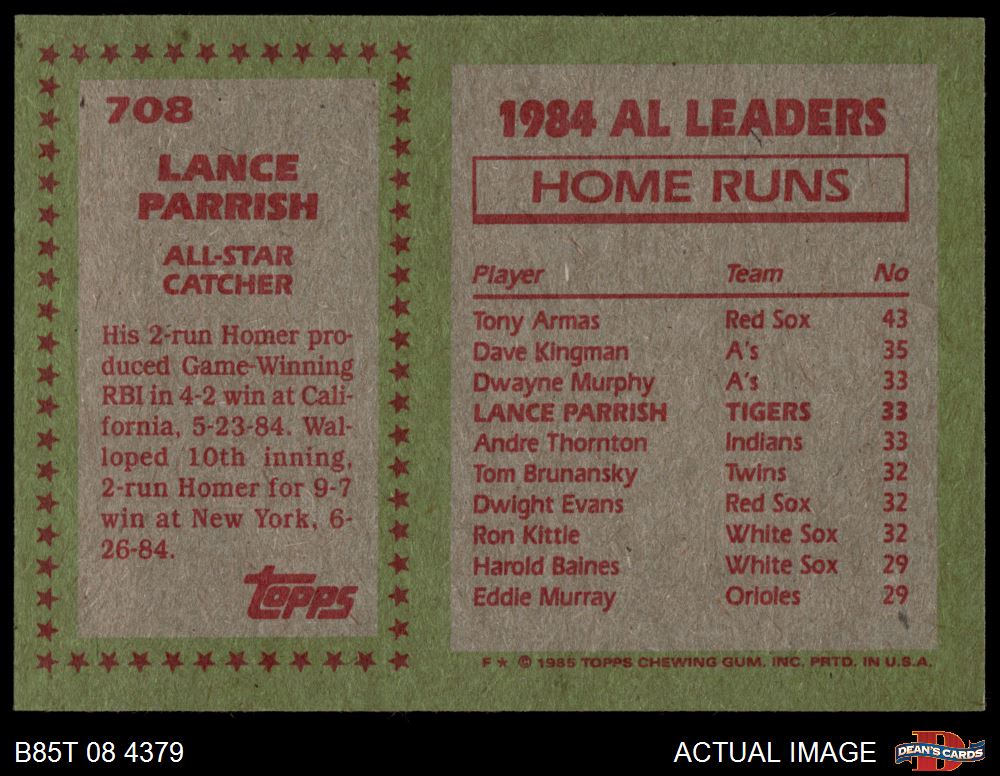 708
LANCE
PARRISH
ALL-STAR
CATCHER
His 2-run Homer pro-
duced Game-Winning
RBI in 4-2 win at Cali-
fornia, 5-23-84. Wal-
loped 10th inning,
2-run Homer for 9-7
win at New York, 6-
26-84.
Topps
1984 AL LEADERS
HOME RUNS
Player Team No
Tony Armas Red Sox 43
Dave Kingman A's 35
Dwayne Murphy A's 33
LANCE PARRISH TIGERS 33
Andre Thornton Indians 33
Tom Brunansky Twins 32
Dwight Evans Red Sox 32
Ron Kittle White Sox 32
Harold Baines White Sox 29
Eddie Murray Orioles 29
F ★ © 1985 TOPPS CHEWING GUM, INC. PRTD. IN U.S.A.
B85T 08 4379
ACTUAL IMAGE
D
DEAN'S CARDS